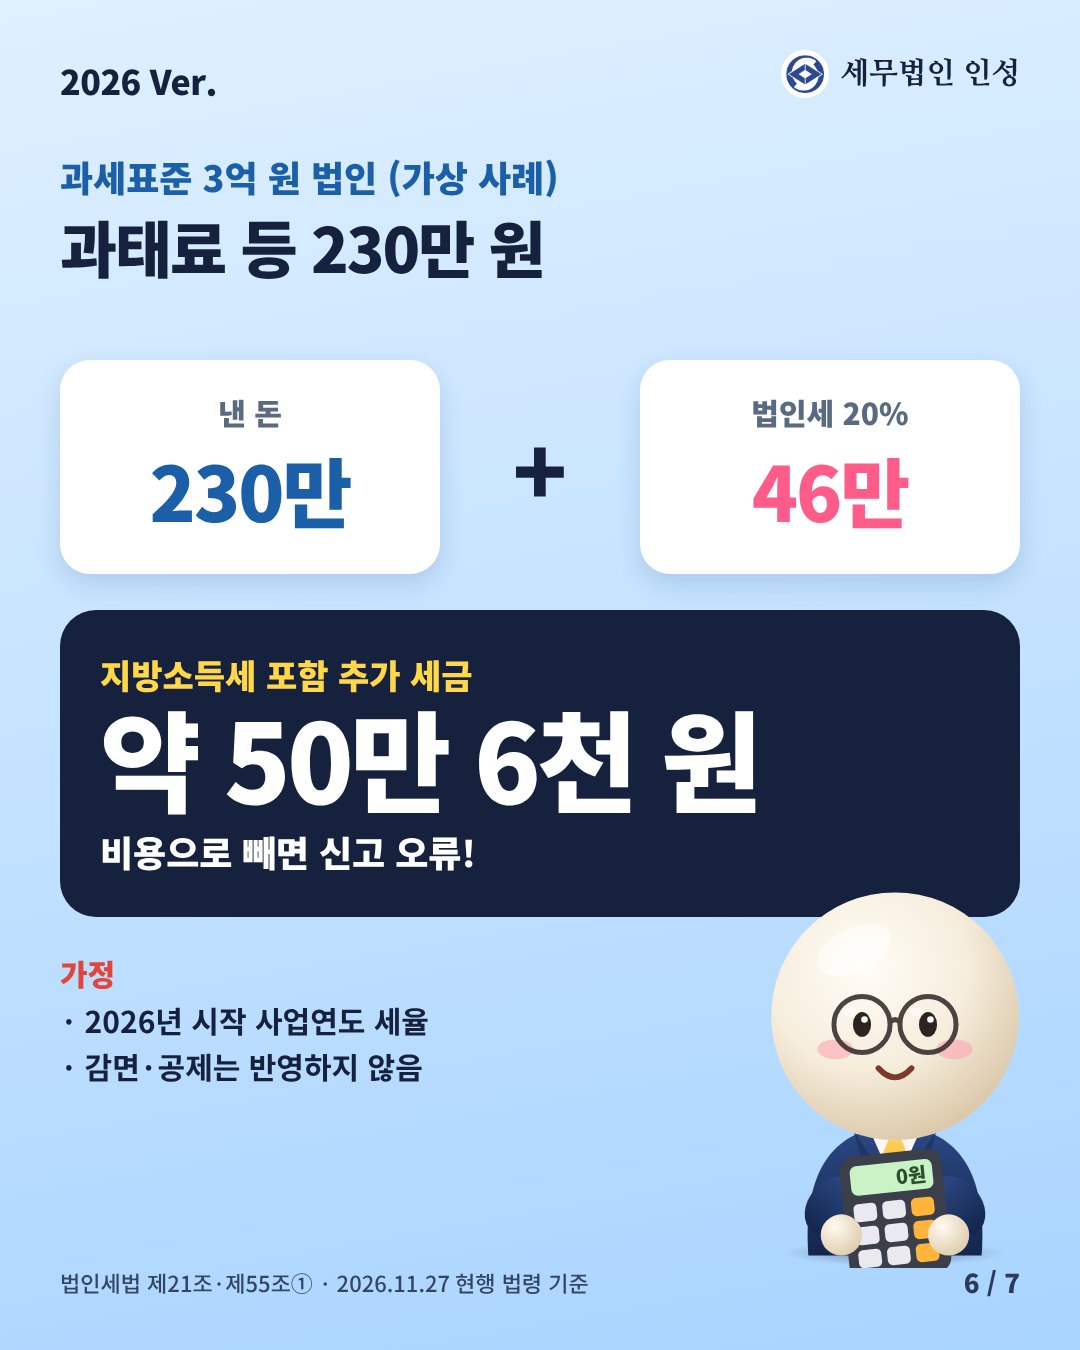 2026 Ver.
세무법인 인성
과세표준 3억 원 법인 (가상 사례)
과태료 등 230만 원
낸 돈
230만
+
법인세 20%
46만
지방소득세 포함 추가 세금
약 50만 6천 원
비용으로 빼면 신고 오류!
가정
· 2026년 시작 사업연도 세율
· 감면·공제는 반영하지 않음
0원
법인세법 제21조·제55조① · 2026.11.27 현행 법령 기준
6 / 7